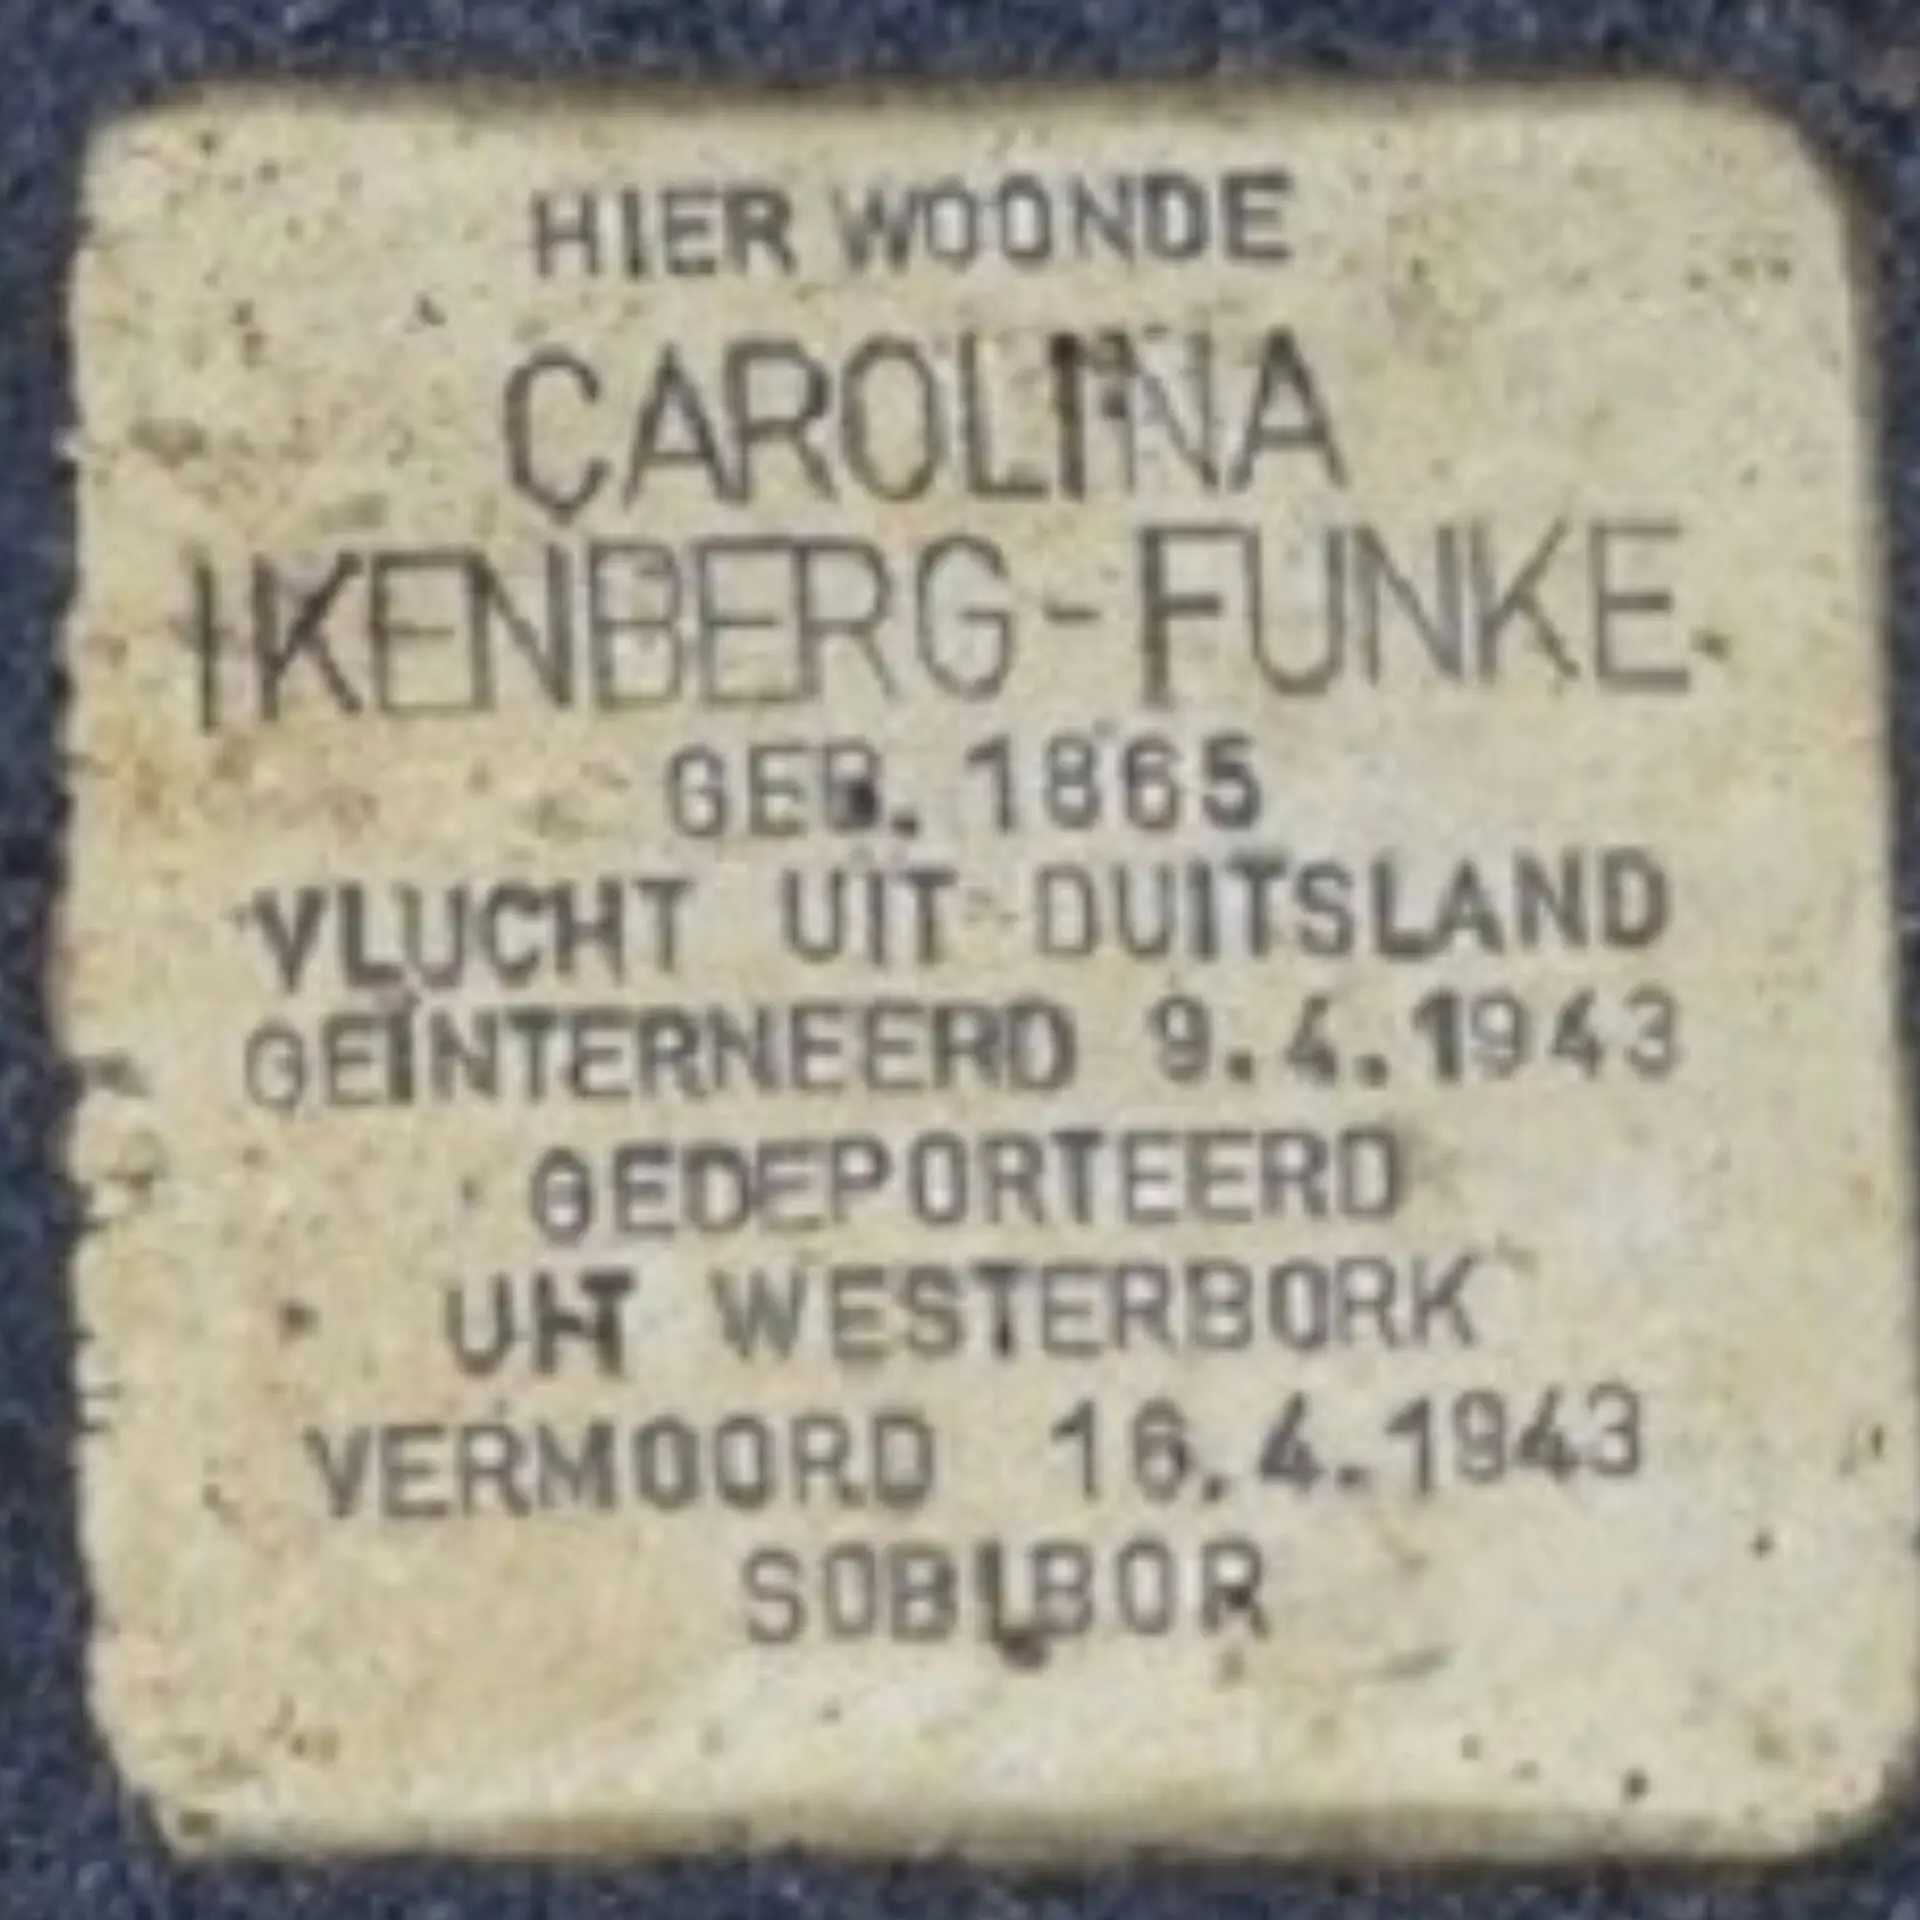 HIER WOONDE
CAROLINA
IKENBERG-FUNKE
GEB. 1865
VLUCHT UIT DUITSLAND
GEÏNTERNEERD 9.4.1943
GEDEPORTEERD
UIT WESTERBORK
VERMOORD 16.4.1943
SOBIBOR